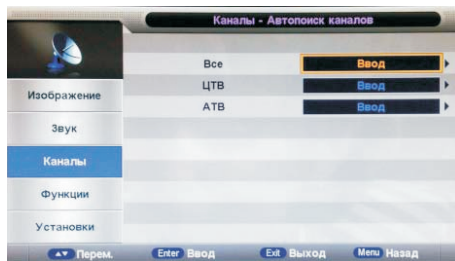 Каналы - Автопоиск каналов
Все Ввод
ЦТВ Ввод
АТВ Ввод
Изображение
Звук
Каналы
Функции
Установки
Перем. Enter Ввод Exit Выход Menu Назад